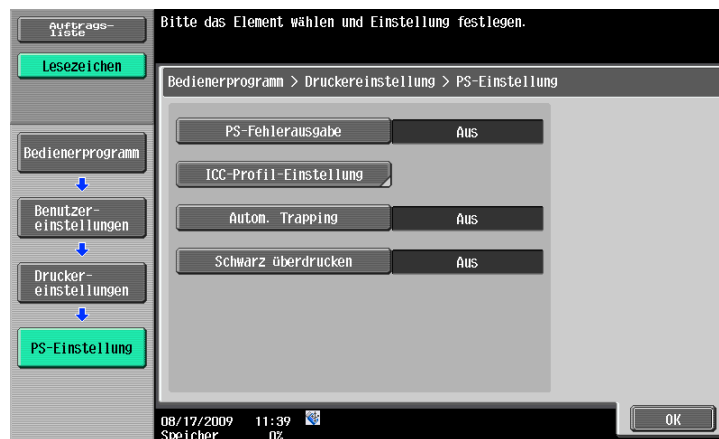 Auftrags-
liste
Lesezeichen
Bitte das Element wählen und Einstellung festlegen.
Bedienerprogramm > Druckereinstellung > PS-Einstellung
Bedienerprogramm
Benutzer-
einstellungen
Drucker-
einstellungen
PS-Einstellung
PS-Fehlerausgabe Aus
ICC-Profil-Einstellung
Autom. Trapping Aus
Schwarz überdrucken Aus
08/17/2009 11:39
Speicher 0%
OK